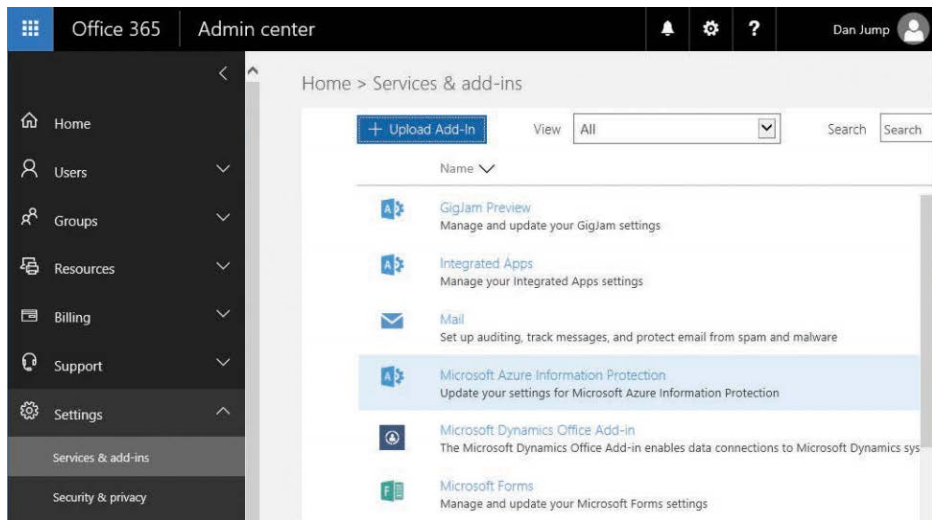 Office 365
Admin center
Dan Jump
Home > Services & add-ins
Home
Users
Groups
Resources
Billing
Support
Settings
Services & add-ins
Security & privacy
+ Upload Add-In
View
All
Search
Search
Name
GigJam Preview
Manage and update your GigJam settings
Integrated Apps
Manage your Integrated Apps settings
Mail
Set up auditing, track messages, and protect email from spam and malware
Microsoft Azure Information Protection
Update your settings for Microsoft Azure Information Protection
Microsoft Dynamics Office Add-in
The Microsoft Dynamics Office Add-in enables data connections to Microsoft Dynamics sys
Microsoft Forms
Manage and update your Microsoft Forms settings